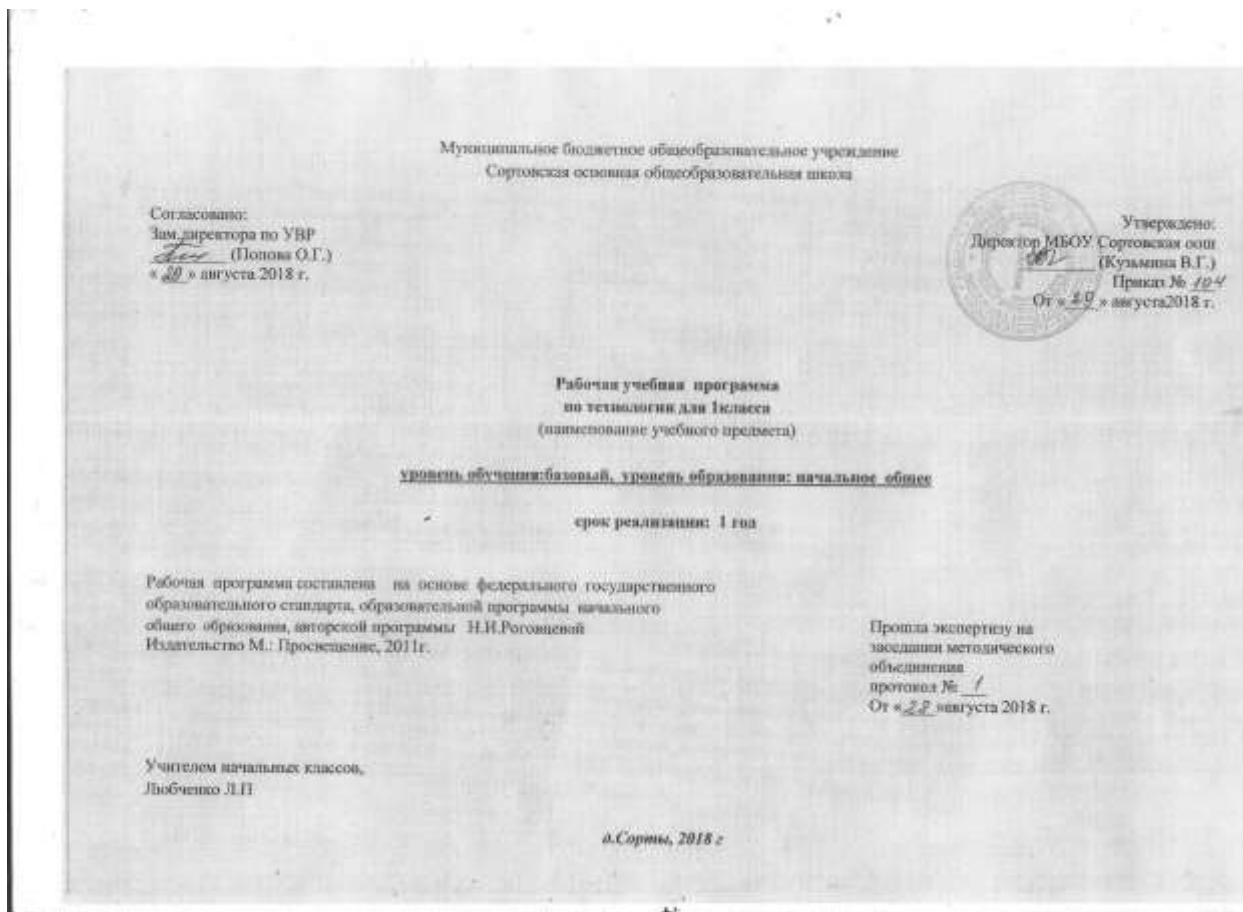 Муниципальное бюджетное общеобразовательное учреждение
Сортовская основная общеобразовательная школа
Согласовано:
Зам.директора по УВР
(Попова О.Г.)
« » августа 2018 г.
Утверждено:
Директор МБОУ Сортовская оош
(Кузьмина В.Г.)
Приказ № 104
От « » августа2018 г.
Рабочая учебная программа
по технологии для 1класса
(наименование учебного предмета)
уровень обучения:базовый, уровень образования: начальное общее
срок реализации: 1 год
Рабочая программа составлена на основе федерального государственного
образовательного стандарта, образовательной программы начального
общего образования, авторской программы Н.И.Роговцевой
Издательство М.: Просвещение, 2011г.
Прошла экспертизу на
заседании методического
объединения
протокол № 1
От « »августа 2018 г.
Учителем начальных классов,
Любченко Л.П
д.Сорты, 2018 г